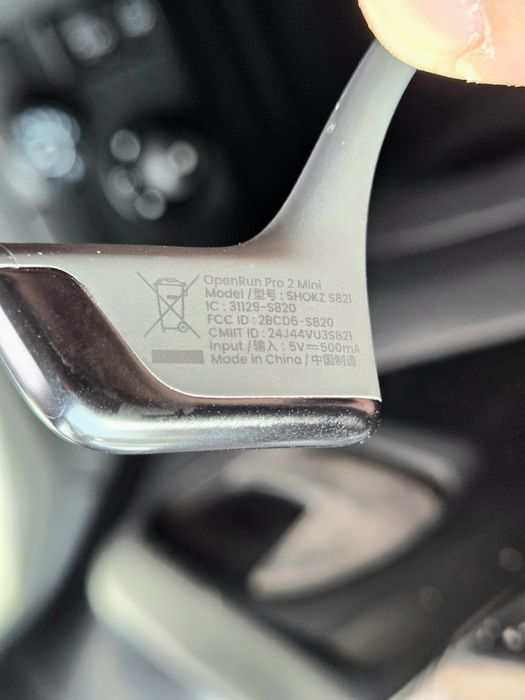 OpenRun Pro 2 Mini
Model / 型号 : SHOKZ S821
IC : 31129-S820
FCC ID : 2BCD6-S820
CMIIT ID : 24J44VU3S821
Input / 输入 : 5V⎓500mA
Made in China / 中国制造